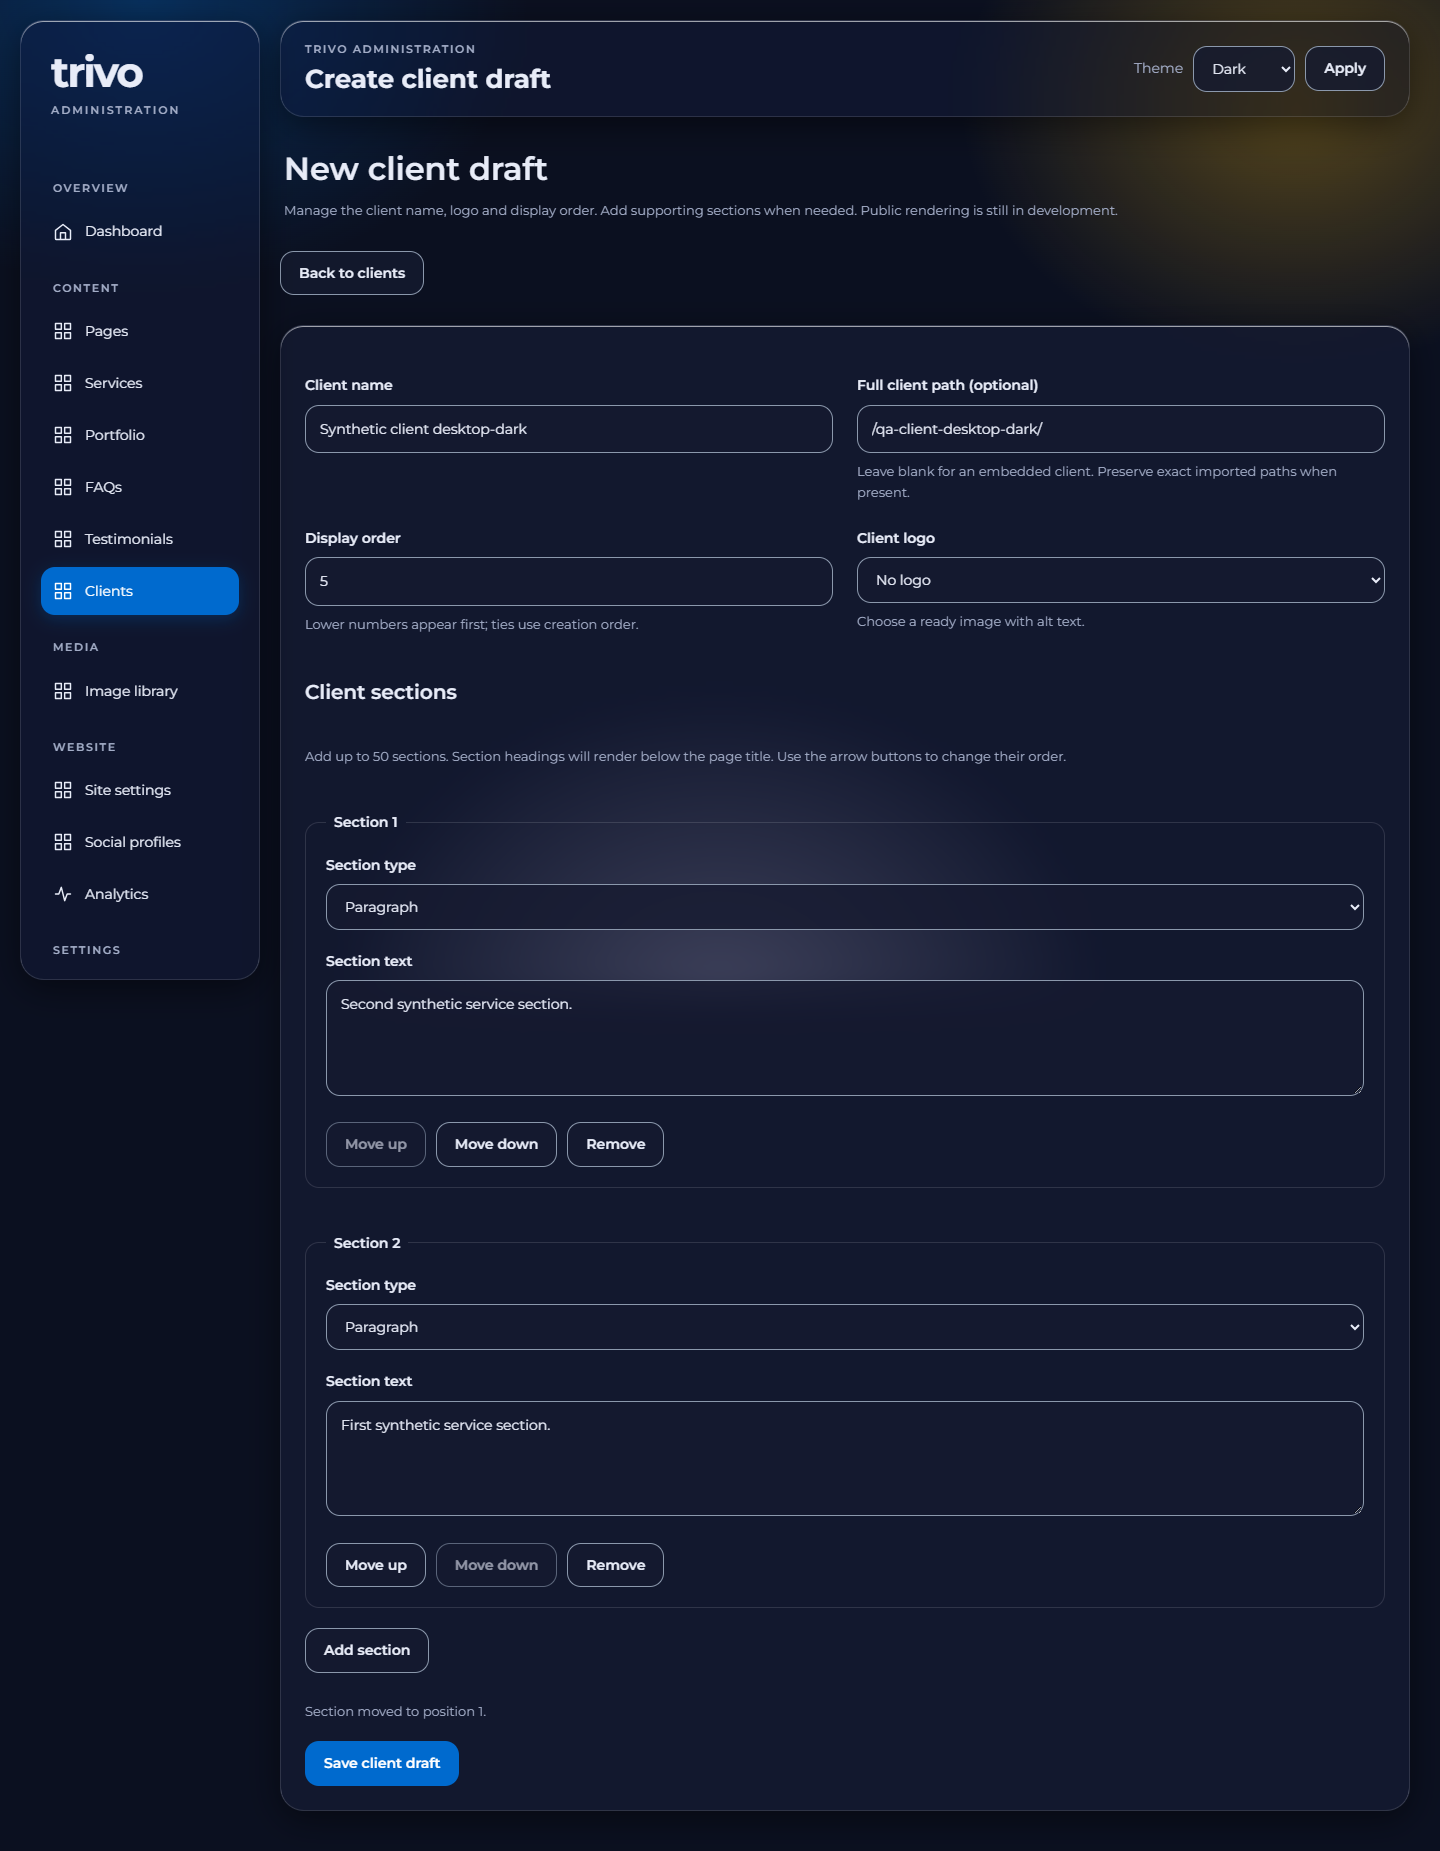 trivo
ADMINISTRATION
OVERVIEW
Dashboard
CONTENT
Pages
Services
Portfolio
FAQs
Testimonials
Clients
MEDIA
Image library
WEBSITE
Site settings
Social profiles
Analytics
SETTINGS
TRIVO ADMINISTRATION
Create client draft
Theme
Dark
Apply
New client draft
Manage the client name, logo and display order. Add supporting sections when needed. Public rendering is still in development.
Back to clients
Client name
Synthetic client desktop-dark
Full client path (optional)
/qa-client-desktop-dark/
Leave blank for an embedded client. Preserve exact imported paths when
present.
Display order
5
Lower numbers appear first; ties use creation order.
Client logo
No logo
Choose a ready image with alt text.
Client sections
Add up to 50 sections. Section headings will render below the page title. Use the arrow buttons to change their order.
Section 1
Section type
Paragraph
Section text
Second synthetic service section.
Move up
Move down
Remove
Section 2
Section type
Paragraph
Section text
First synthetic service section.
Move up
Move down
Remove
Add section
Section moved to position 1.
Save client draft